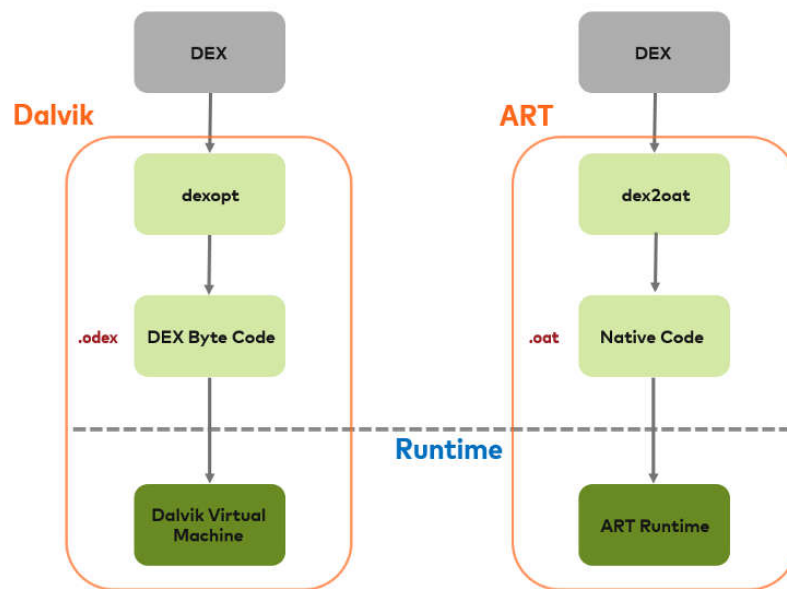 DEX
Dalvik
dexopt
.odex
DEX Byte Code
Dalvik Virtual
Machine
DEX
ART
dex2oat
.oat
Native Code
Runtime
ART Runtime